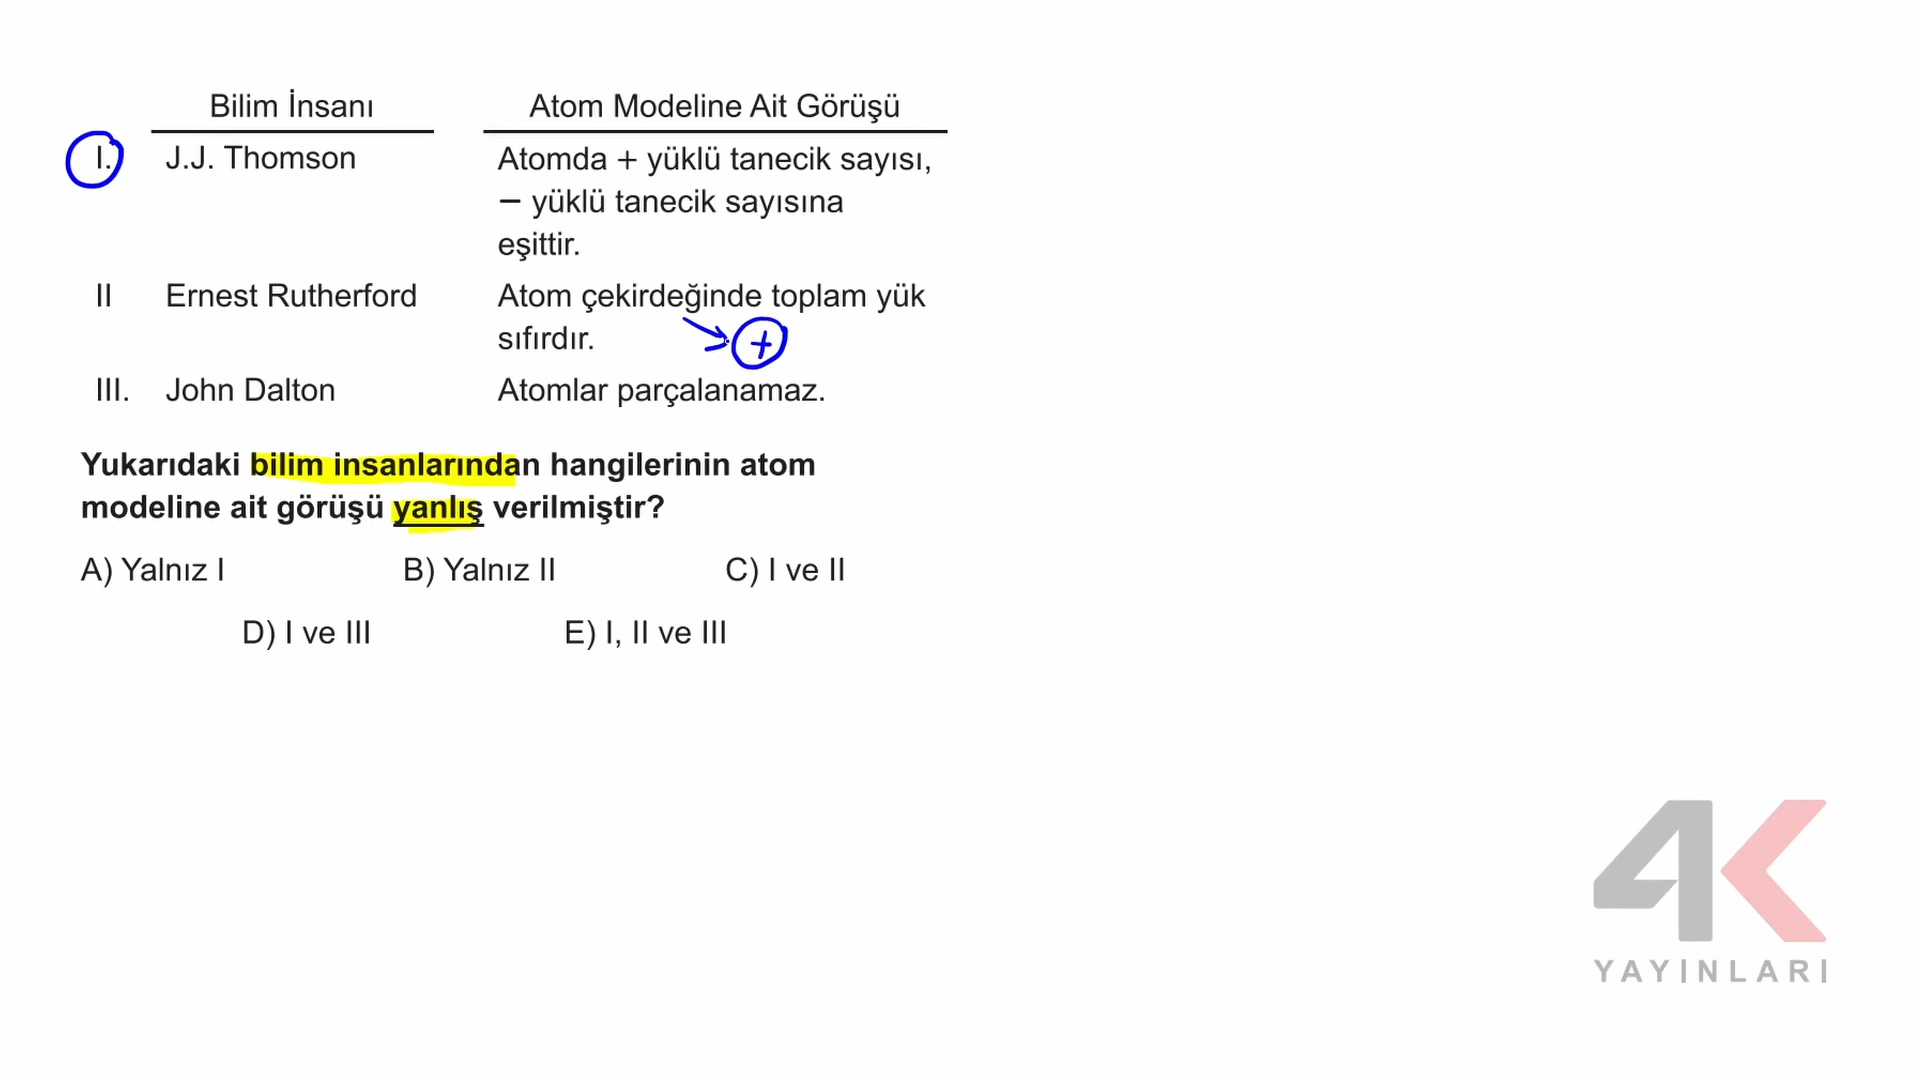 Bilim İnsanı Atom Modeline Ait Görüşü
I. J.J. Thomson Atomda + yüklü tanecik sayısı,
− yüklü tanecik sayısına
eşittir.
II Ernest Rutherford Atom çekirdeğinde toplam yük
sıfırdır. +
III. John Dalton Atomlar parçalanamaz.
Yukarıdaki bilim insanlarından hangilerinin atom
modeline ait görüşü yanlış verilmiştir?
A) Yalnız I B) Yalnız II C) I ve II
D) I ve III E) I, II ve III
4K
YAYINLARI